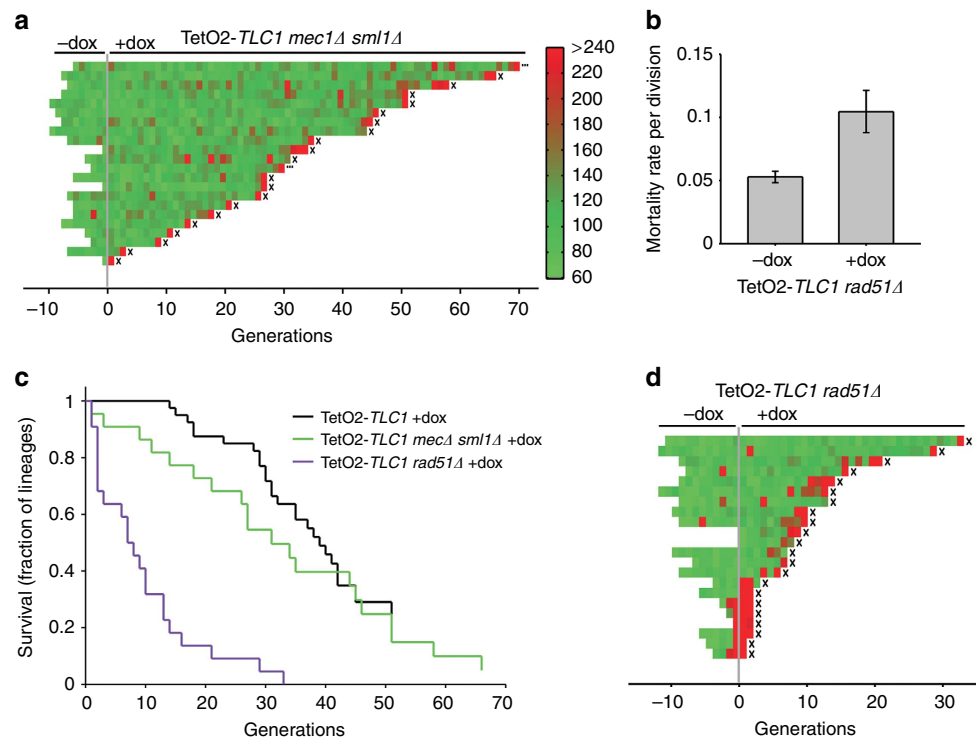 a
TetO2-TLC1 mec1Δ sml1Δ
−dox
+dox
>240
220
200
180
160
140
120
100
80
60
−10 0 10 20 30 40 50 60 70
Generations
b
0.15
0.1
0.05
0
Mortality rate per division
−dox +dox
TetO2-TLC1 rad51Δ
c
1
0.8
0.6
0.4
0.2
0
Survival (fraction of lineages)
TetO2-TLC1 +dox
TetO2-TLC1 mecΔ sml1Δ +dox
TetO2-TLC1 rad51Δ +dox
0 10 20 30 40 50 60 70
Generations
d
TetO2-TLC1 rad51Δ
−dox +dox
−10 0 10 20 30
Generations